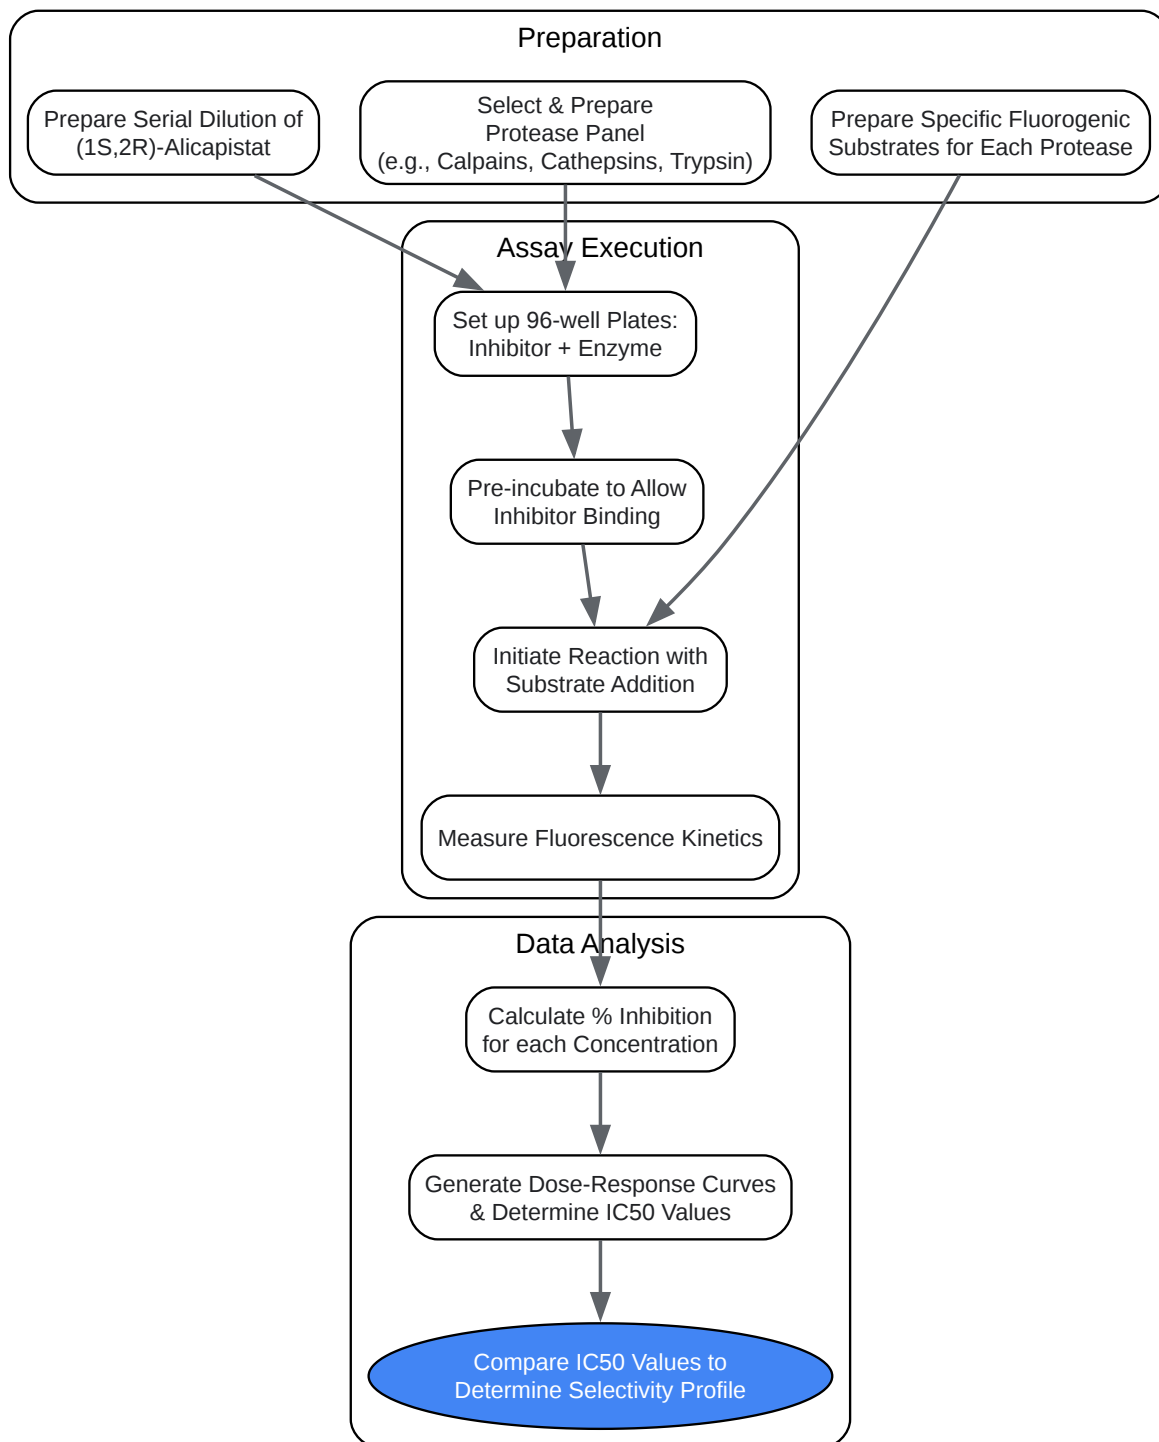 Preparation
Prepare Serial Dilution of
(1S,2R)-Alicapistat
Select & Prepare
Protease Panel
(e.g., Calpains, Cathepsins, Trypsin)
Prepare Specific Fluorogenic
Substrates for Each Protease
Assay Execution
Set up 96-well Plates:
Inhibitor + Enzyme
Pre-incubate to Allow
Inhibitor Binding
Initiate Reaction with
Substrate Addition
Measure Fluorescence Kinetics
Data Analysis
Calculate % Inhibition
for each Concentration
Generate Dose-Response Curves
& Determine IC50 Values
Compare IC50 Values to
Determine Selectivity Profile